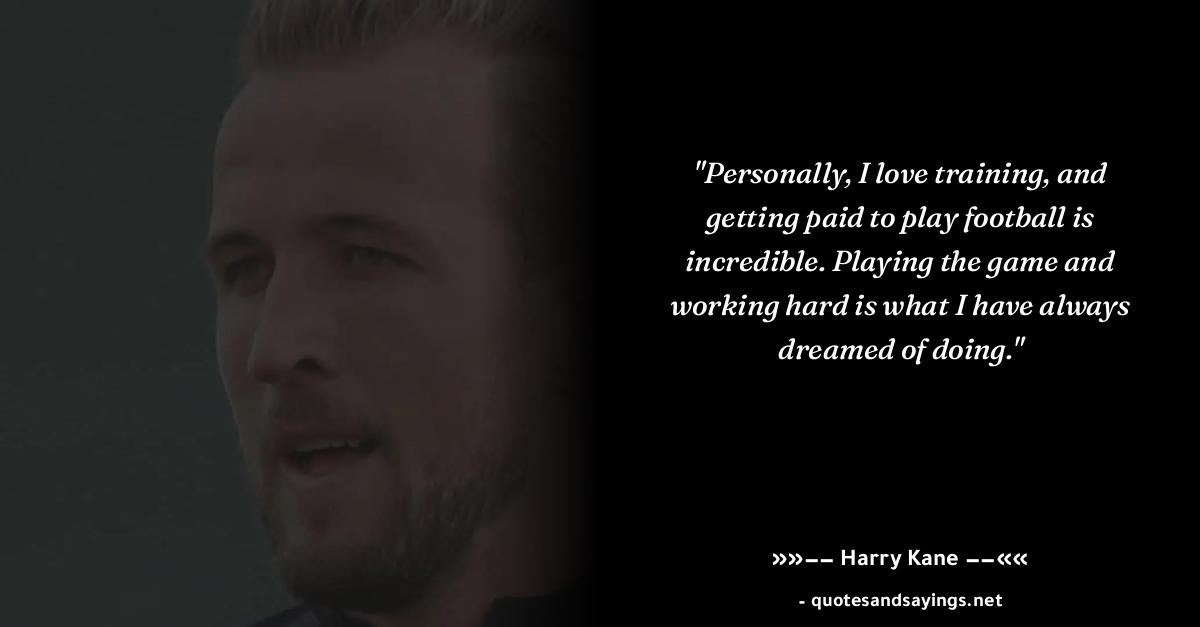 "Personally, I love training, and
getting paid to play football is
incredible. Playing the game and
working hard is what I have always
dreamed of doing."
»»–– Harry Kane ––««
- quotesandsayings.net